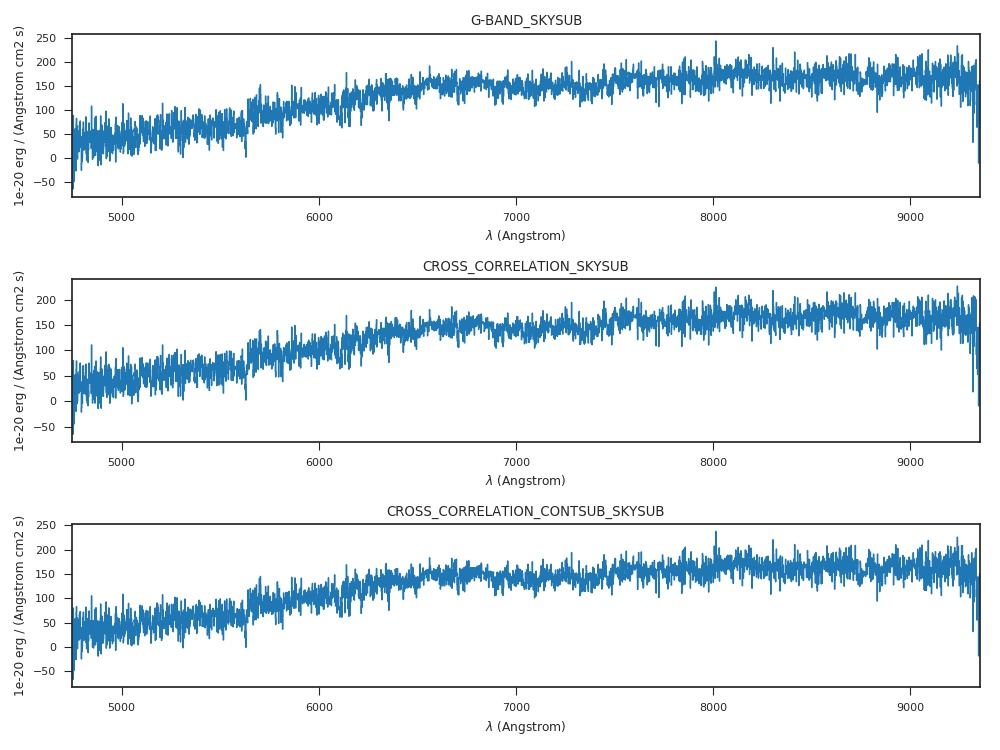 G-BAND_SKYSUB
1e-20 erg / (Angstrom cm2 s)
250
200
150
100
50
0
−50
5000 6000 7000 8000 9000
λ (Angstrom)
CROSS_CORRELATION_SKYSUB
1e-20 erg / (Angstrom cm2 s)
200
150
100
50
0
−50
5000 6000 7000 8000 9000
λ (Angstrom)
CROSS_CORRELATION_CONTSUB_SKYSUB
1e-20 erg / (Angstrom cm2 s)
250
200
150
100
50
0
−50
5000 6000 7000 8000 9000
λ (Angstrom)